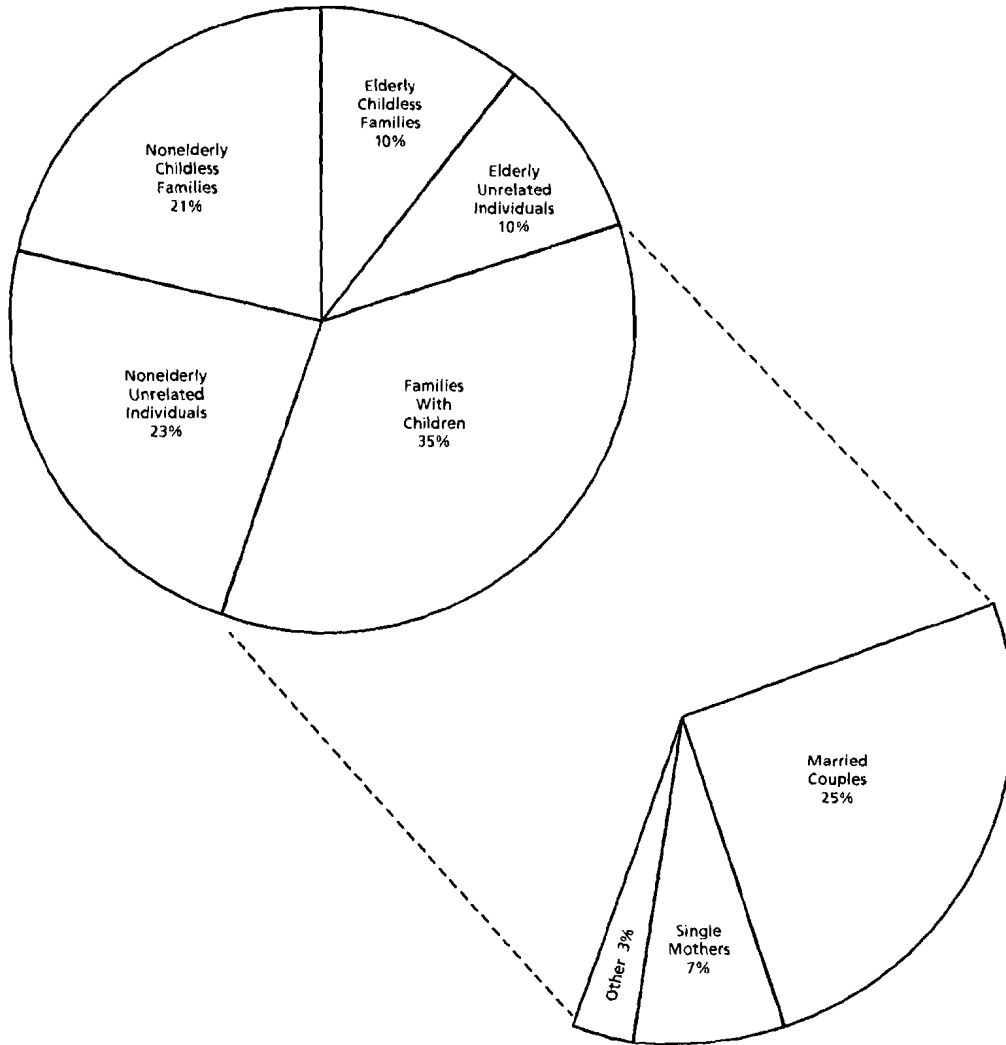 Elderly
Childless
Families
10%
Elderly
Unrelated
Individuals
10%
Nonelderly
Childless
Families
21%
Nonelderly
Unrelated
Individuals
23%
Families
With
Children
35%
Married
Couples
25%
Single
Mothers
7%
Other 3%